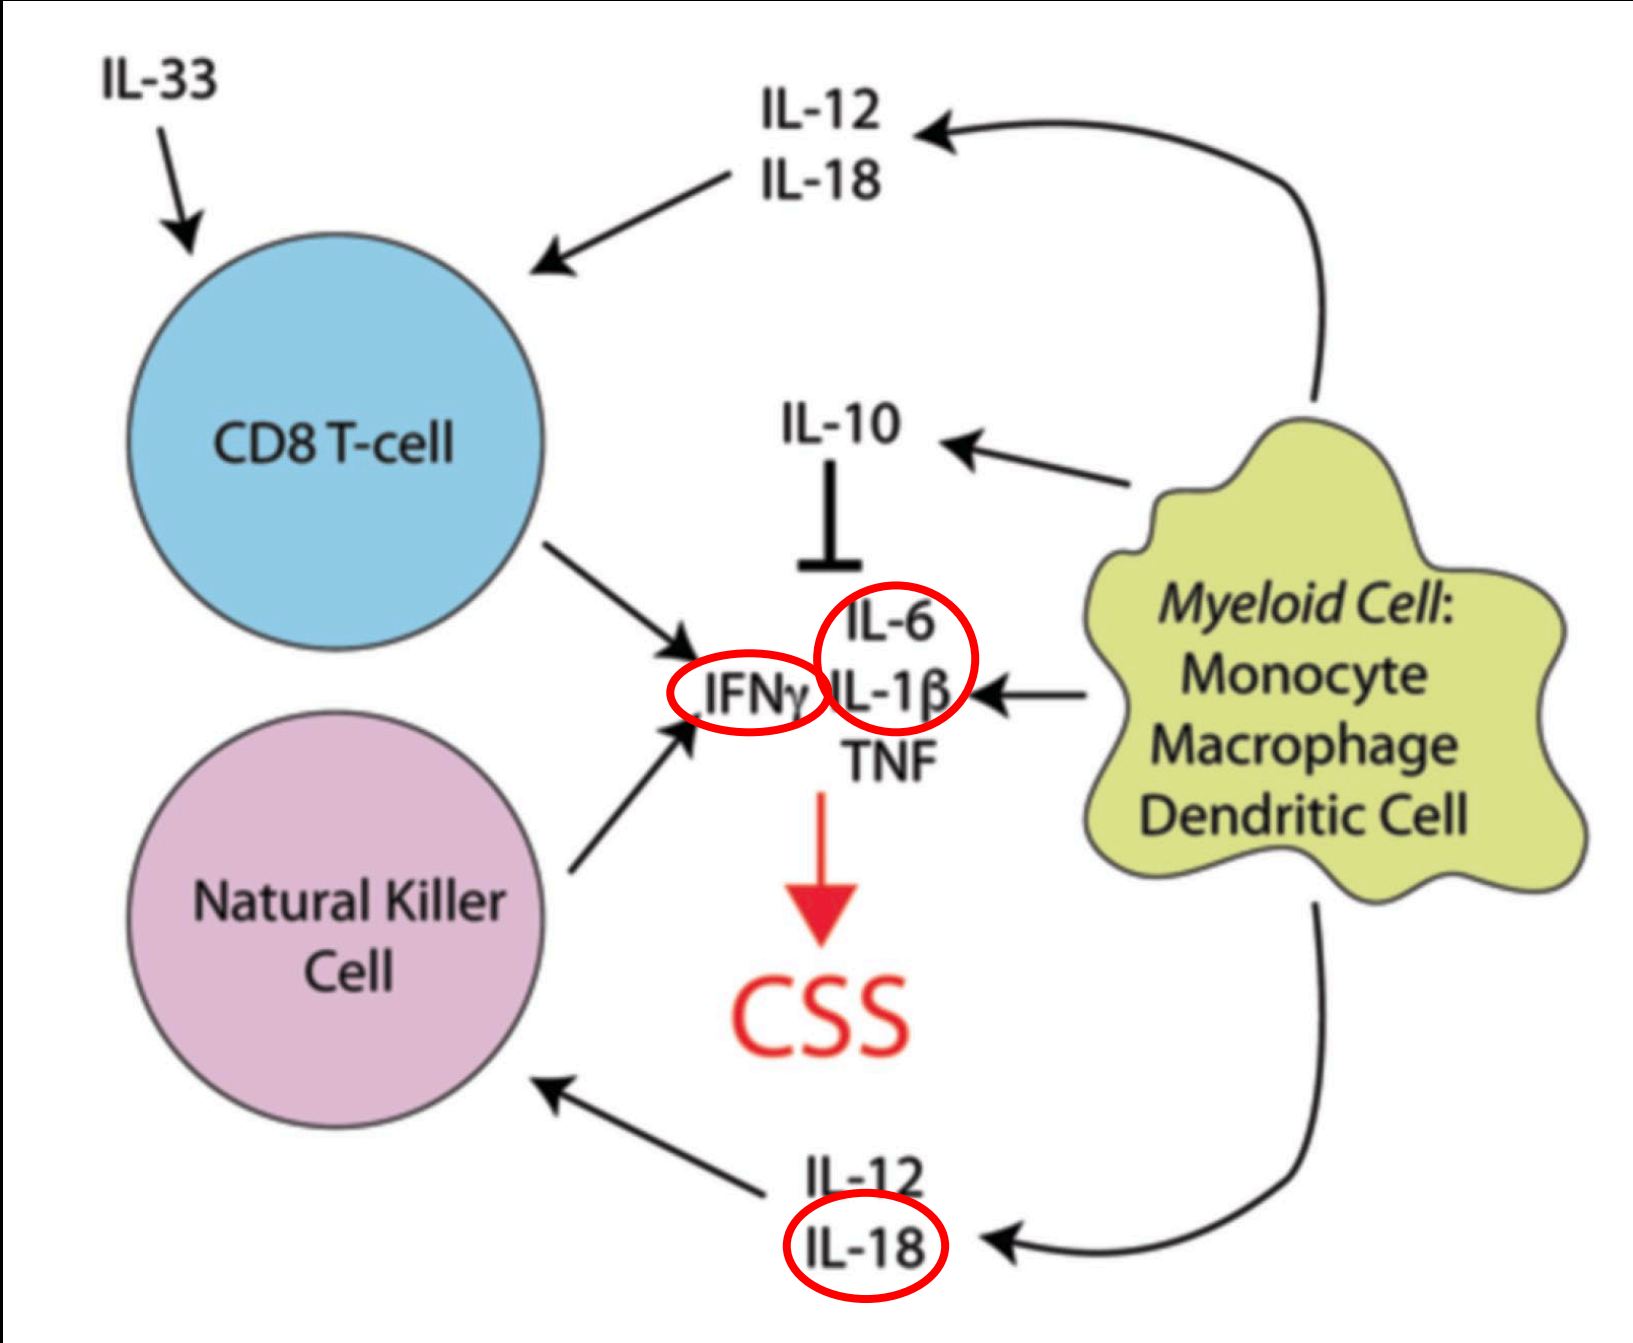 IL-33
IL-12
IL-18
CD8 T-cell
IL-10
IL-6
IFNγ IL-1β
TNF
Myeloid Cell:
Monocyte
Macrophage
Dendritic Cell
Natural Killer
Cell
CSS
IL-12
IL-18